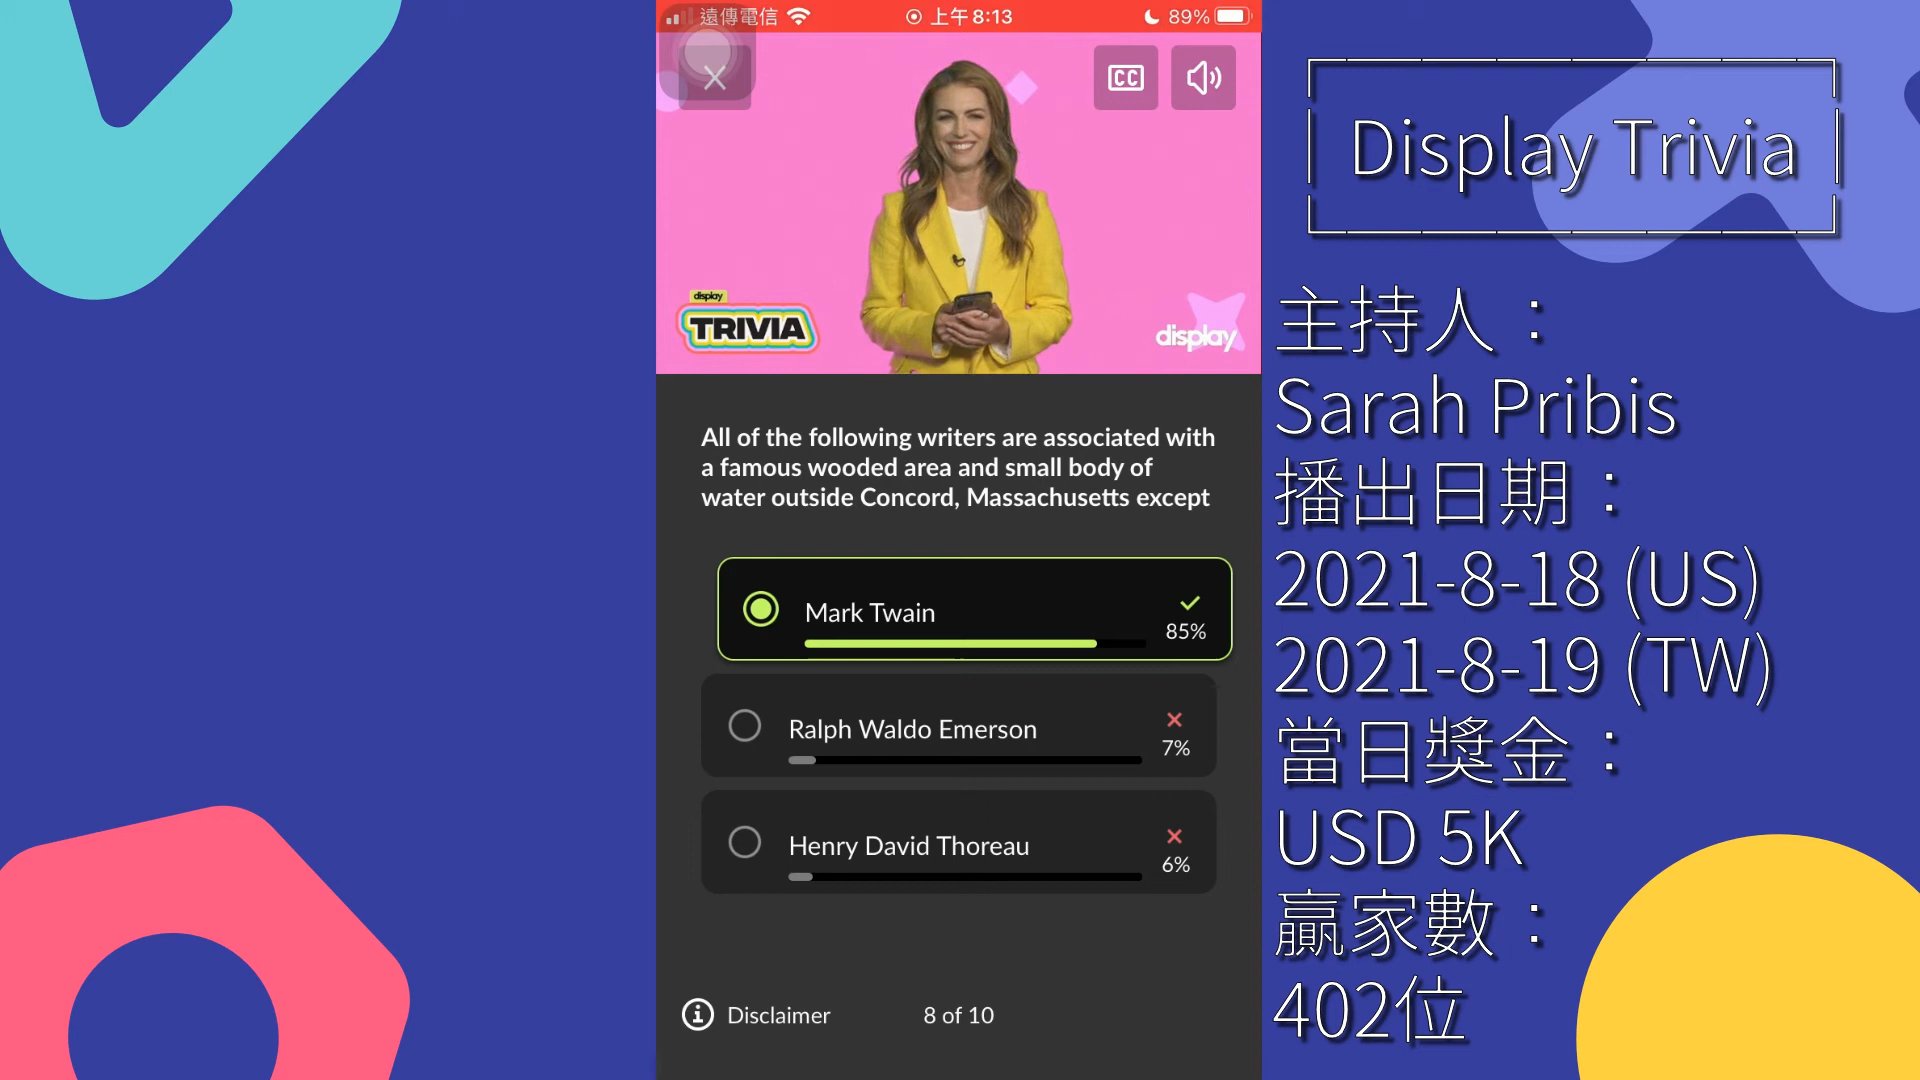 遠傳電信
上午8:13
89%
CC
display
TRIVIA
display
All of the following writers are associated with
a famous wooded area and small body of
water outside Concord, Massachusetts except
Mark Twain
85%
Ralph Waldo Emerson
7%
Henry David Thoreau
6%
Disclaimer
8 of 10
Display Trivia
主持人：
Sarah Pribis
播出日期：
2021-8-18 (US)
2021-8-19 (TW)
當日獎金：
USD 5K
贏家數：
402位